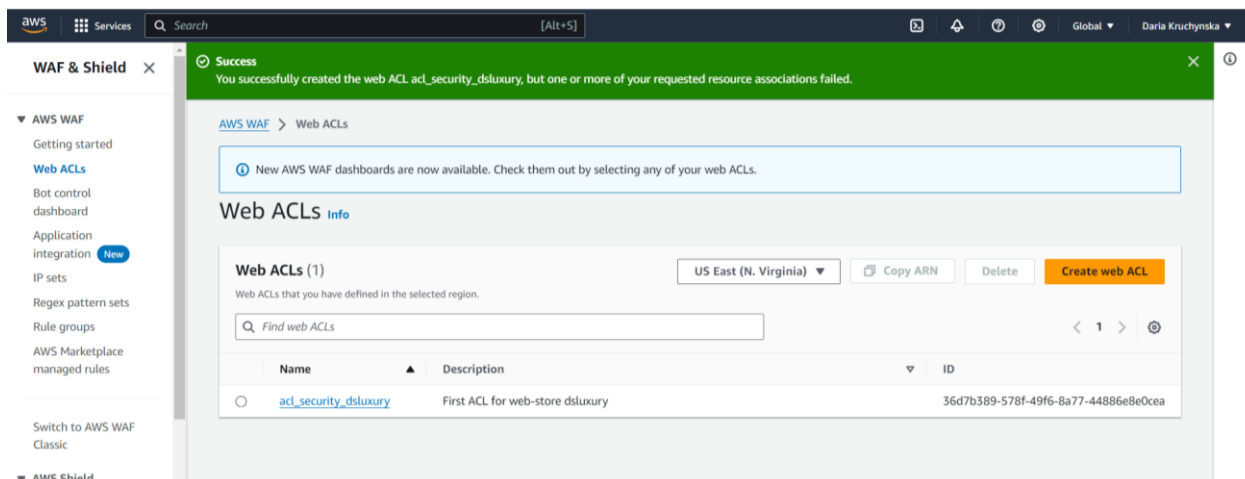 aws
Services
Search
[Alt+S]
Global ▼
Daria Kruchynska ▼
WAF & Shield
Success
You successfully created the web ACL acl_security_dsluxury, but one or more of your requested resource associations failed.
▼ AWS WAF
Getting started
Web ACLs
Bot control
dashboard
Application
integration New
IP sets
Regex pattern sets
Rule groups
AWS Marketplace
managed rules
Switch to AWS WAF
Classic
▼ AWS Shield
AWS WAF > Web ACLs
New AWS WAF dashboards are now available. Check them out by selecting any of your web ACLs.
Web ACLs Info
Web ACLs (1)
US East (N. Virginia) ▼
Copy ARN
Delete
Create web ACL
Web ACLs that you have defined in the selected region.
Find web ACLs
< 1 >
Name ▲ Description ▽ ID
acl_security_dsluxury First ACL for web-store dsluxury 36d7b389-578f-49f6-8a77-44886e8e0cea